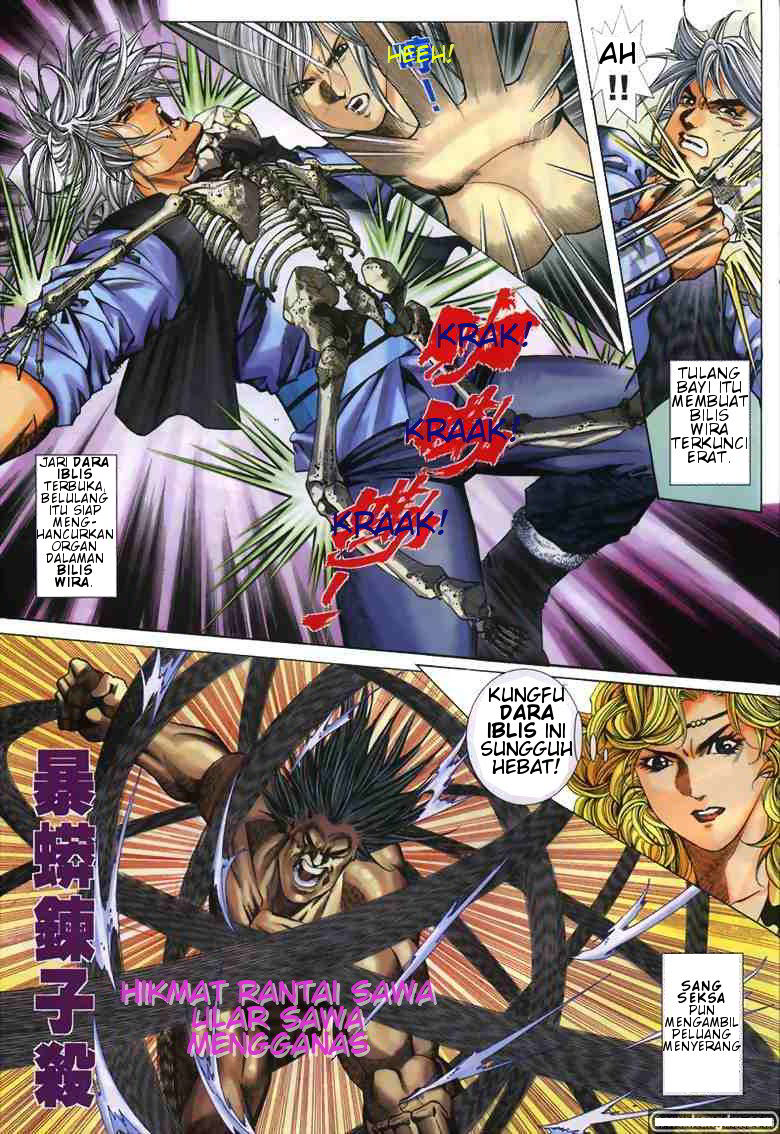 HEEH!
AH
!!
TULANG
BAYI ITU
MEMBUAT
BILIS
WIRA
TERKUNCI
ERAT.
KRAK!
KRAAK!
KRAAK!
JARI DARA
IBLIS
TERBUKA,
BELULANG
ITU SIAP
MENG-
HANCURKAN
ORGAN
DALAMAN
BILIS
WIRA.
KUNGFU
DARA
IBLIS INI
SUNGGUH
HEBAT!
暴蟒鍊子殺
HIKMAT RANTAI SAWA
ULAR SAWA
MENGGANAS
SANG
SEKSA
PUN
MENGAMBIL
PELUANG
MENYERANG